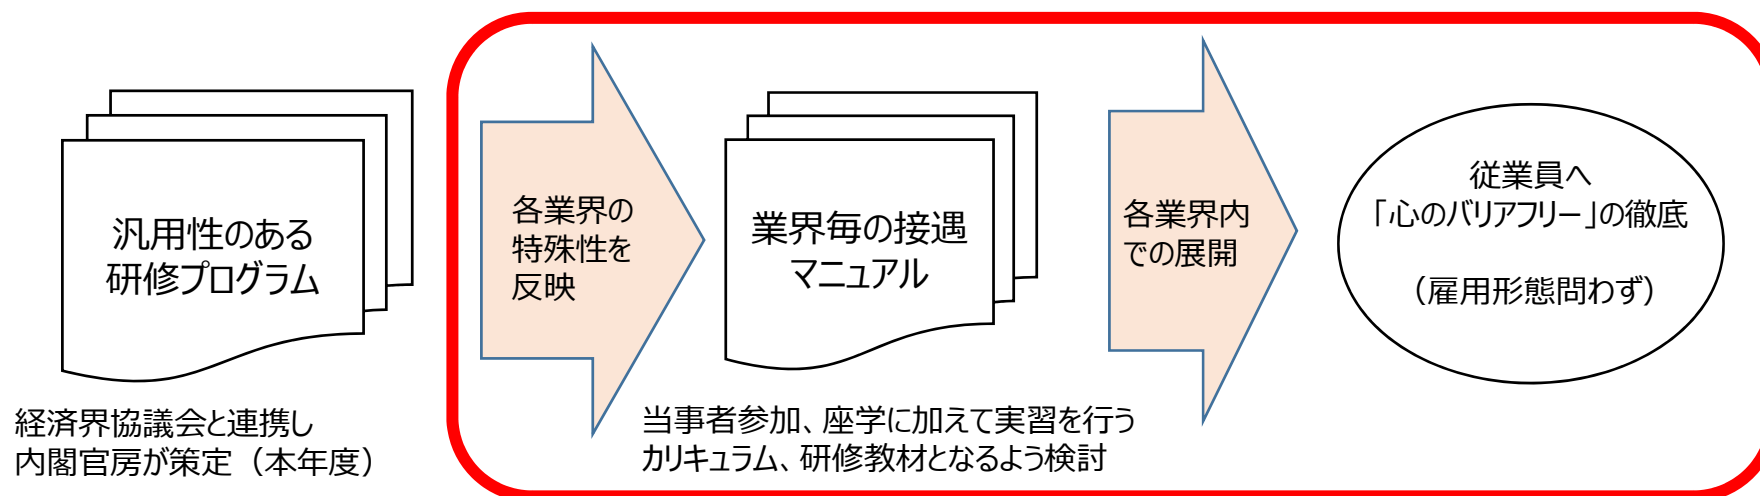 汎用性のある
研修プログラム
経済界協議会と連携し
内閣官房が策定（本年度）
各業界の
特殊性を
反映
業界毎の接遇
マニュアル
当事者参加、座学に加えて実習を行う
カリキュラム、研修教材となるよう検討
各業界内
での展開
従業員へ
「心のバリアフリー」の徹底
（雇用形態問わず）